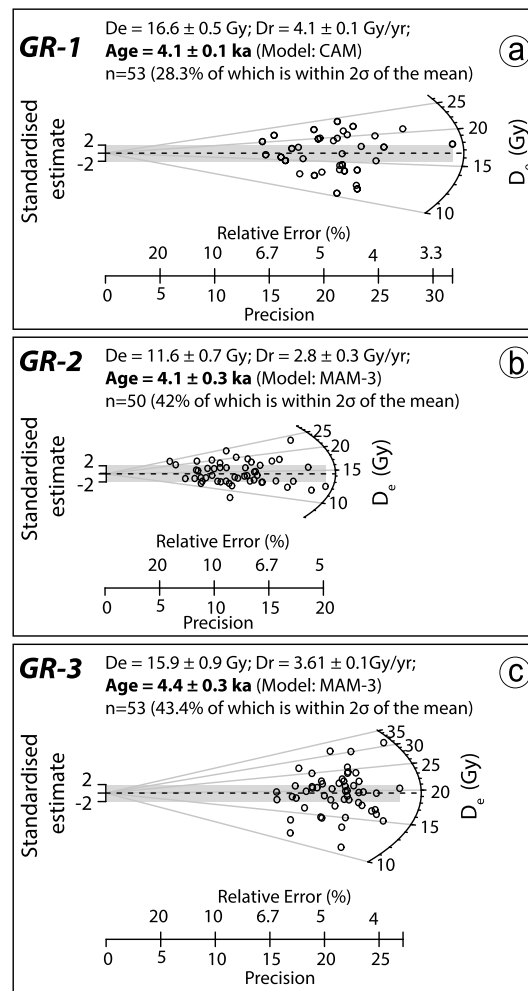 GR-1
De = 16.6 ± 0.5 Gy; Dr = 4.1 ± 0.1 Gy/yr;
Age = 4.1 ± 0.1 ka (Model: CAM)
n=53 (28.3% of which is within 2σ of the mean)
a
Standardised
estimate
2
-2
25
20
15
10
(Gy)
Relative Error (%)
20 10 6.7 5 4 3.3
0 5 10 15 20 25 30
Precision
GR-2
De = 11.6 ± 0.7 Gy; Dr = 2.8 ± 0.3 Gy/yr;
Age = 4.1 ± 0.3 ka (Model: MAM-3)
n=50 (42% of which is within 2σ of the mean)
b
Standardised
estimate
2
-2
25
20
15
10
De (Gy)
Relative Error (%)
20 10 6.7 5
0 5 10 15 20
Precision
GR-3
De = 15.9 ± 0.9 Gy; Dr = 3.61 ± 0.1Gy/yr;
Age = 4.4 ± 0.3 ka (Model: MAM-3)
n=53 (43.4% of which is within 2σ of the mean)
c
Standardised
estimate
2
-2
35
30
25
20
15
10
De (Gy)
Relative Error (%)
20 10 6.7 5 4
0 5 10 15 20 25
Precision